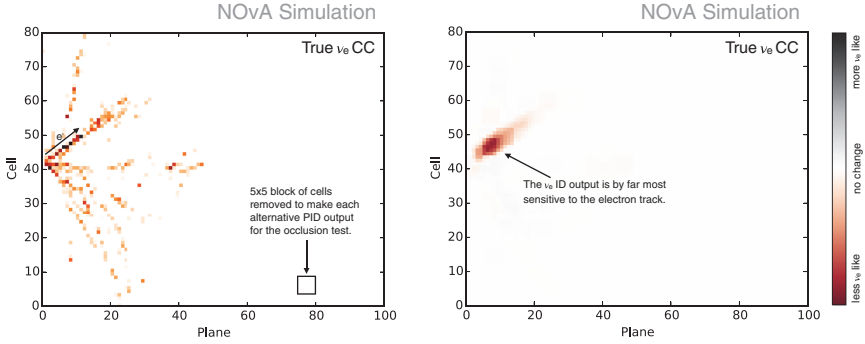 NOvA Simulation
True νe CC
e
5x5 block of cells
removed to make each
alternative PID output
for the occlusion test.
Cell
80
70
60
50
40
30
20
10
0
0 20 40 60 80 100
Plane
NOvA Simulation
True νe CC
The νe ID output is by far most
sensitive to the electron track.
Cell
80
70
60
50
40
30
20
10
0
0 20 40 60 80 100
Plane
more νe like
no change
less νe like